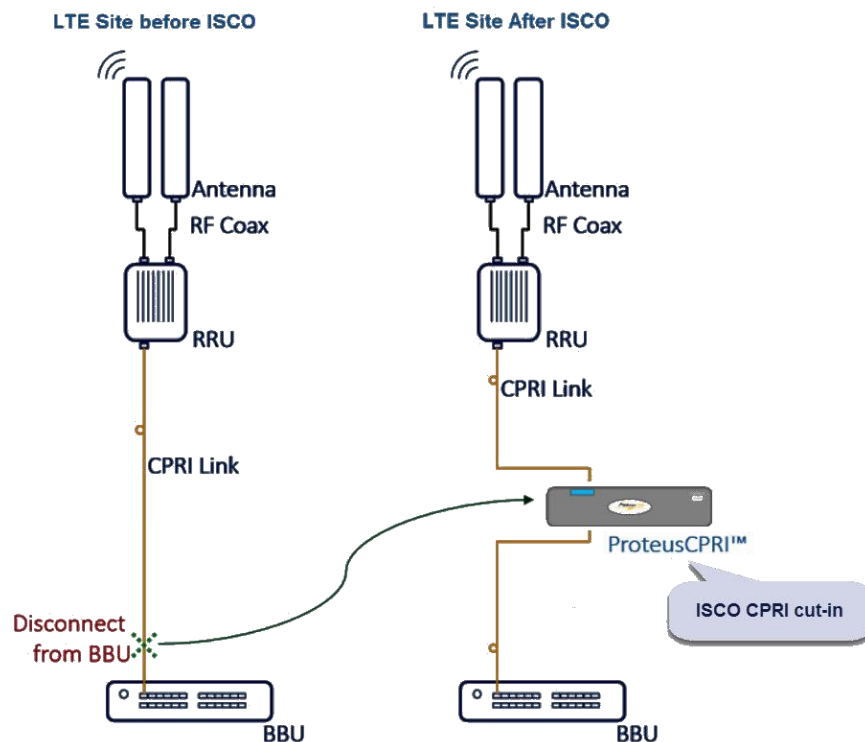 LTE Site before ISCO
Antenna
RF Coax
RRU
CPRI Link
Disconnect
from BBU
BBU
LTE Site After ISCO
Antenna
RF Coax
RRU
CPRI Link
ProteusCPRI™
ISCO CPRI cut-in
BBU